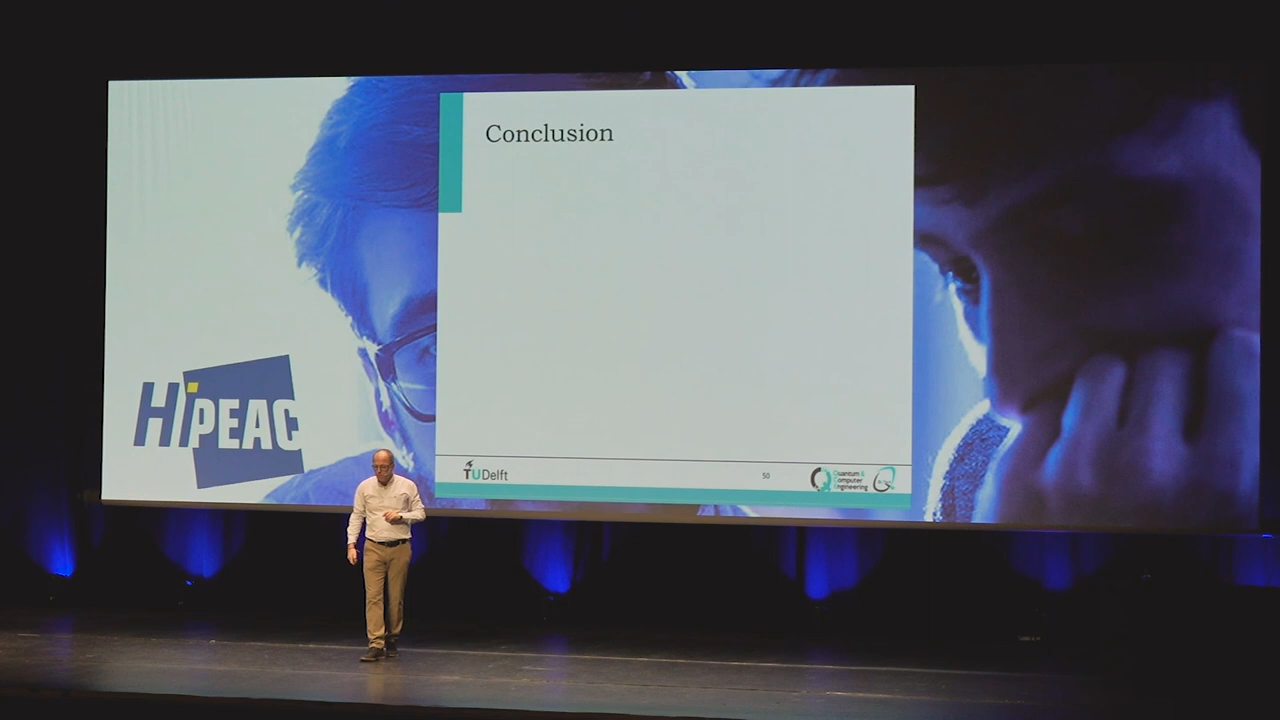 Conclusion
HiPEAC
TUDelft
50
Quantum &
Computer
Engineering